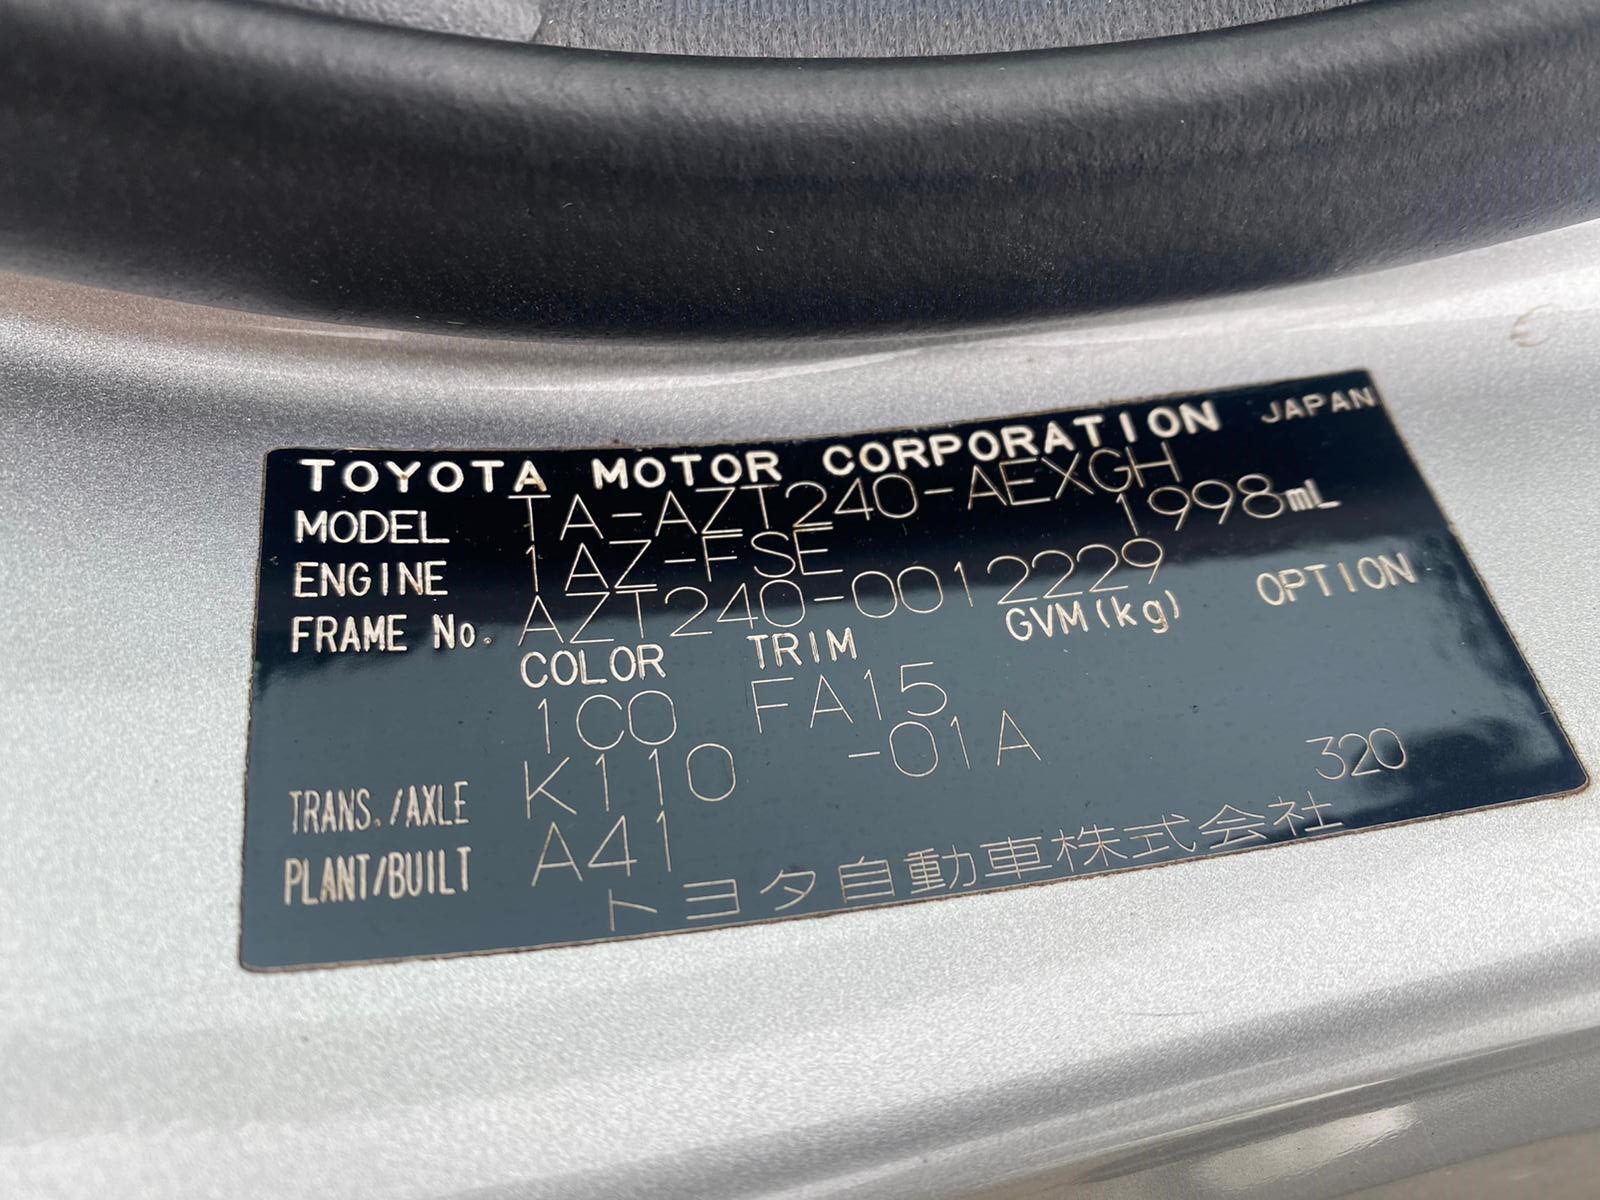 TOYOTA MOTOR CORPORATION JAPAN
MODEL TA-AZT240-AEXGH
ENGINE 1AZ-FSE 1998mL
FRAME No. AZT240-0012229
COLOR TRIM GVM(kg) OPTION
1C0 FA15
TRANS./AXLE K110 -01A
PLANT/BUILT A41 320
トヨタ自動車株式会社